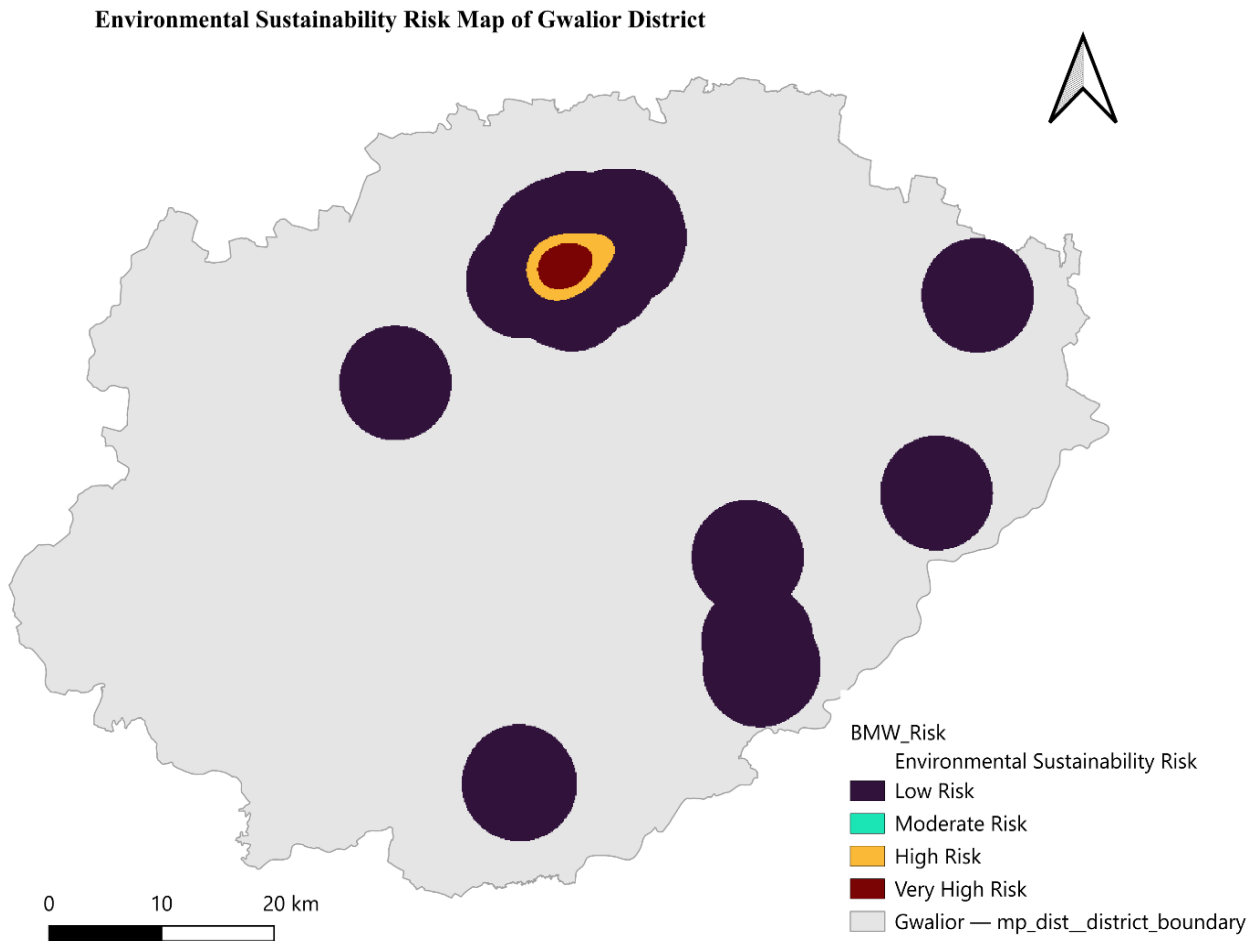 Environmental Sustainability Risk Map of Gwalior District
BMW_Risk
Environmental Sustainability Risk
Low Risk
Moderate Risk
High Risk
Very High Risk
Gwalior — mp_dist__district_boundary
0 10 20 km